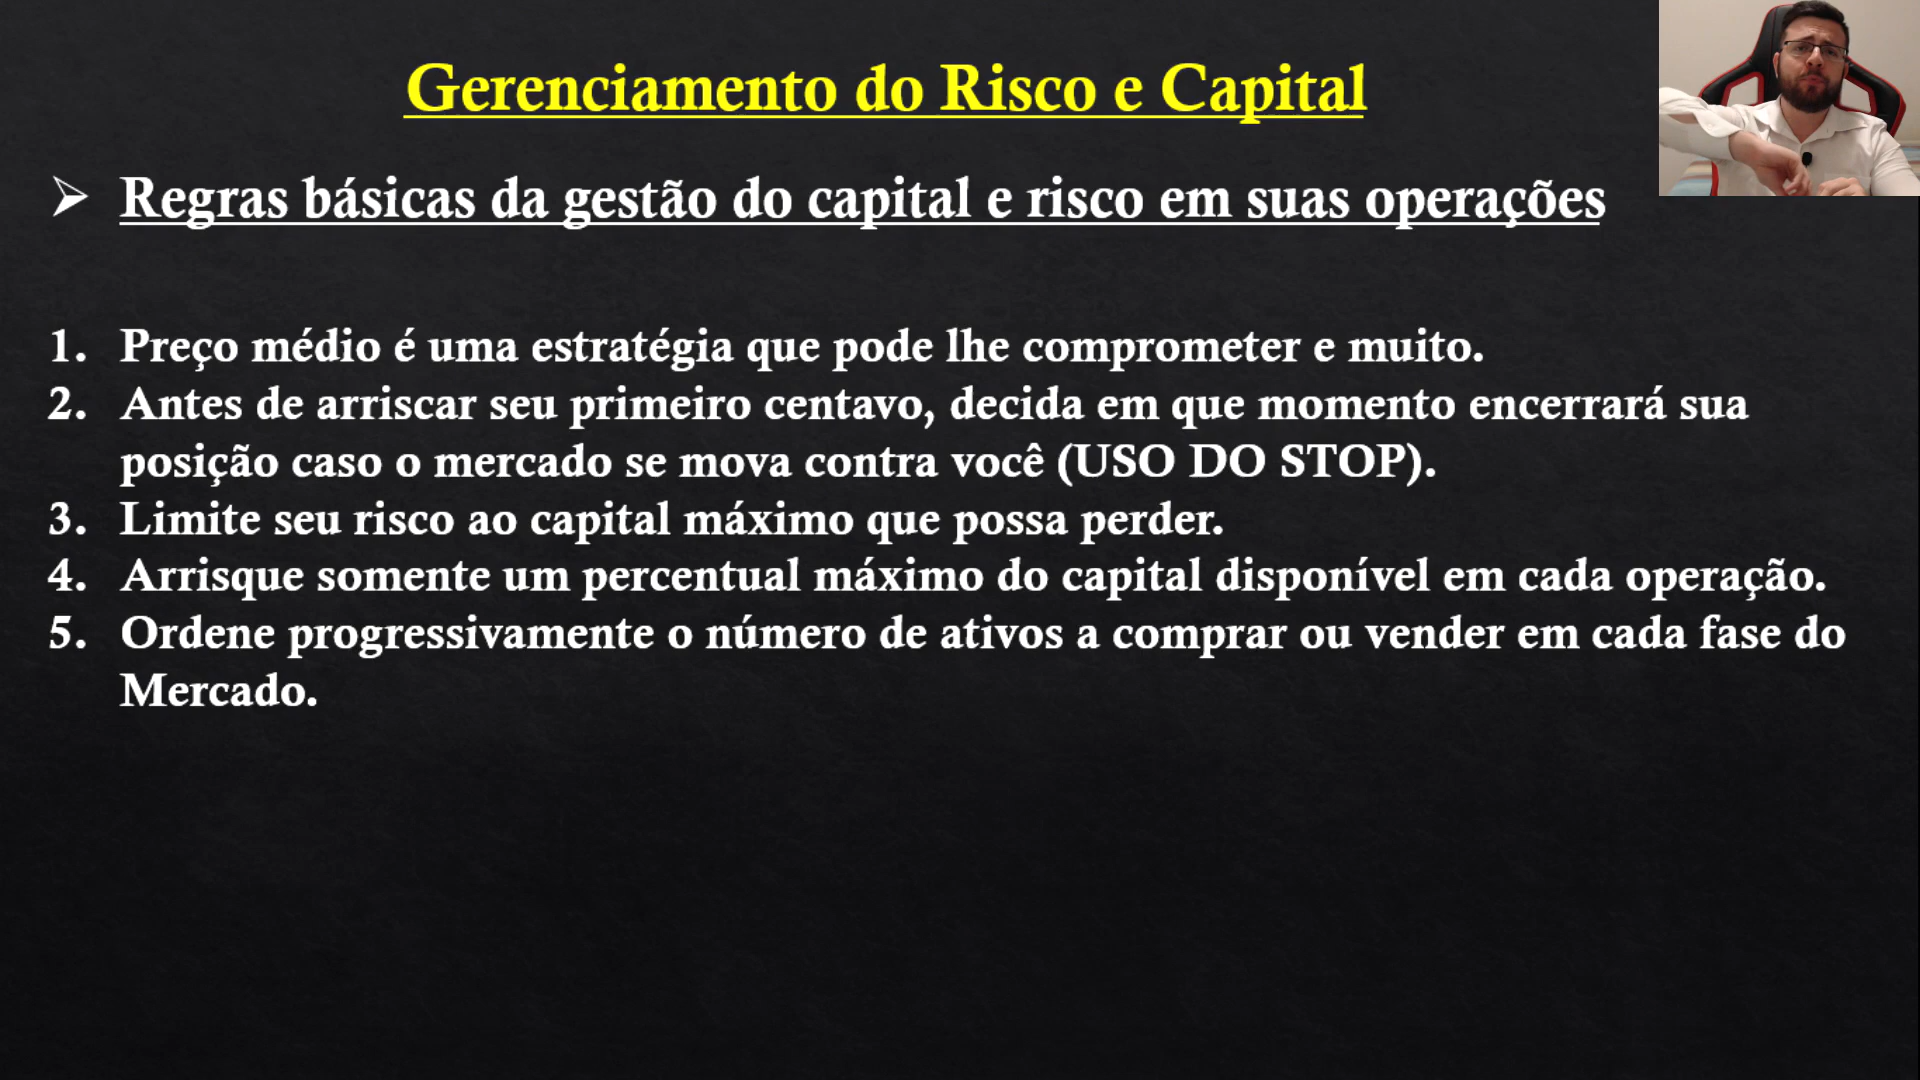 Gerenciamento do Risco e Capital
➢ Regras básicas da gestão do capital e risco em suas operações
1. Preço médio é uma estratégia que pode lhe comprometer e muito.
2. Antes de arriscar seu primeiro centavo, decida em que momento encerrará sua
posição caso o mercado se mova contra você (USO DO STOP).
3. Limite seu risco ao capital máximo que possa perder.
4. Arrisque somente um percentual máximo do capital disponível em cada operação.
5. Ordene progressivamente o número de ativos a comprar ou vender em cada fase do
Mercado.